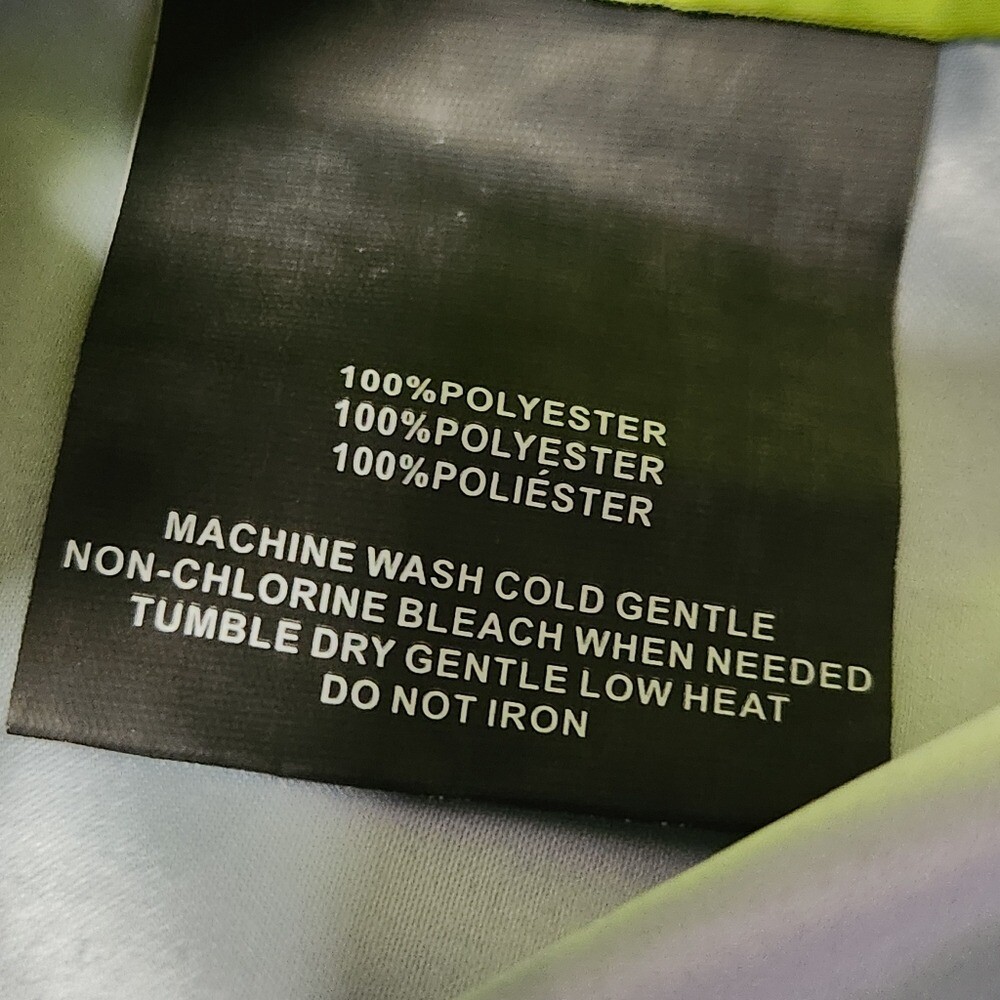 100%POLYESTER
100%POLYESTER
100%POLIÉSTER
MACHINE WASH COLD GENTLE
NON-CHLORINE BLEACH WHEN NEEDED
TUMBLE DRY GENTLE LOW HEAT
DO NOT IRON